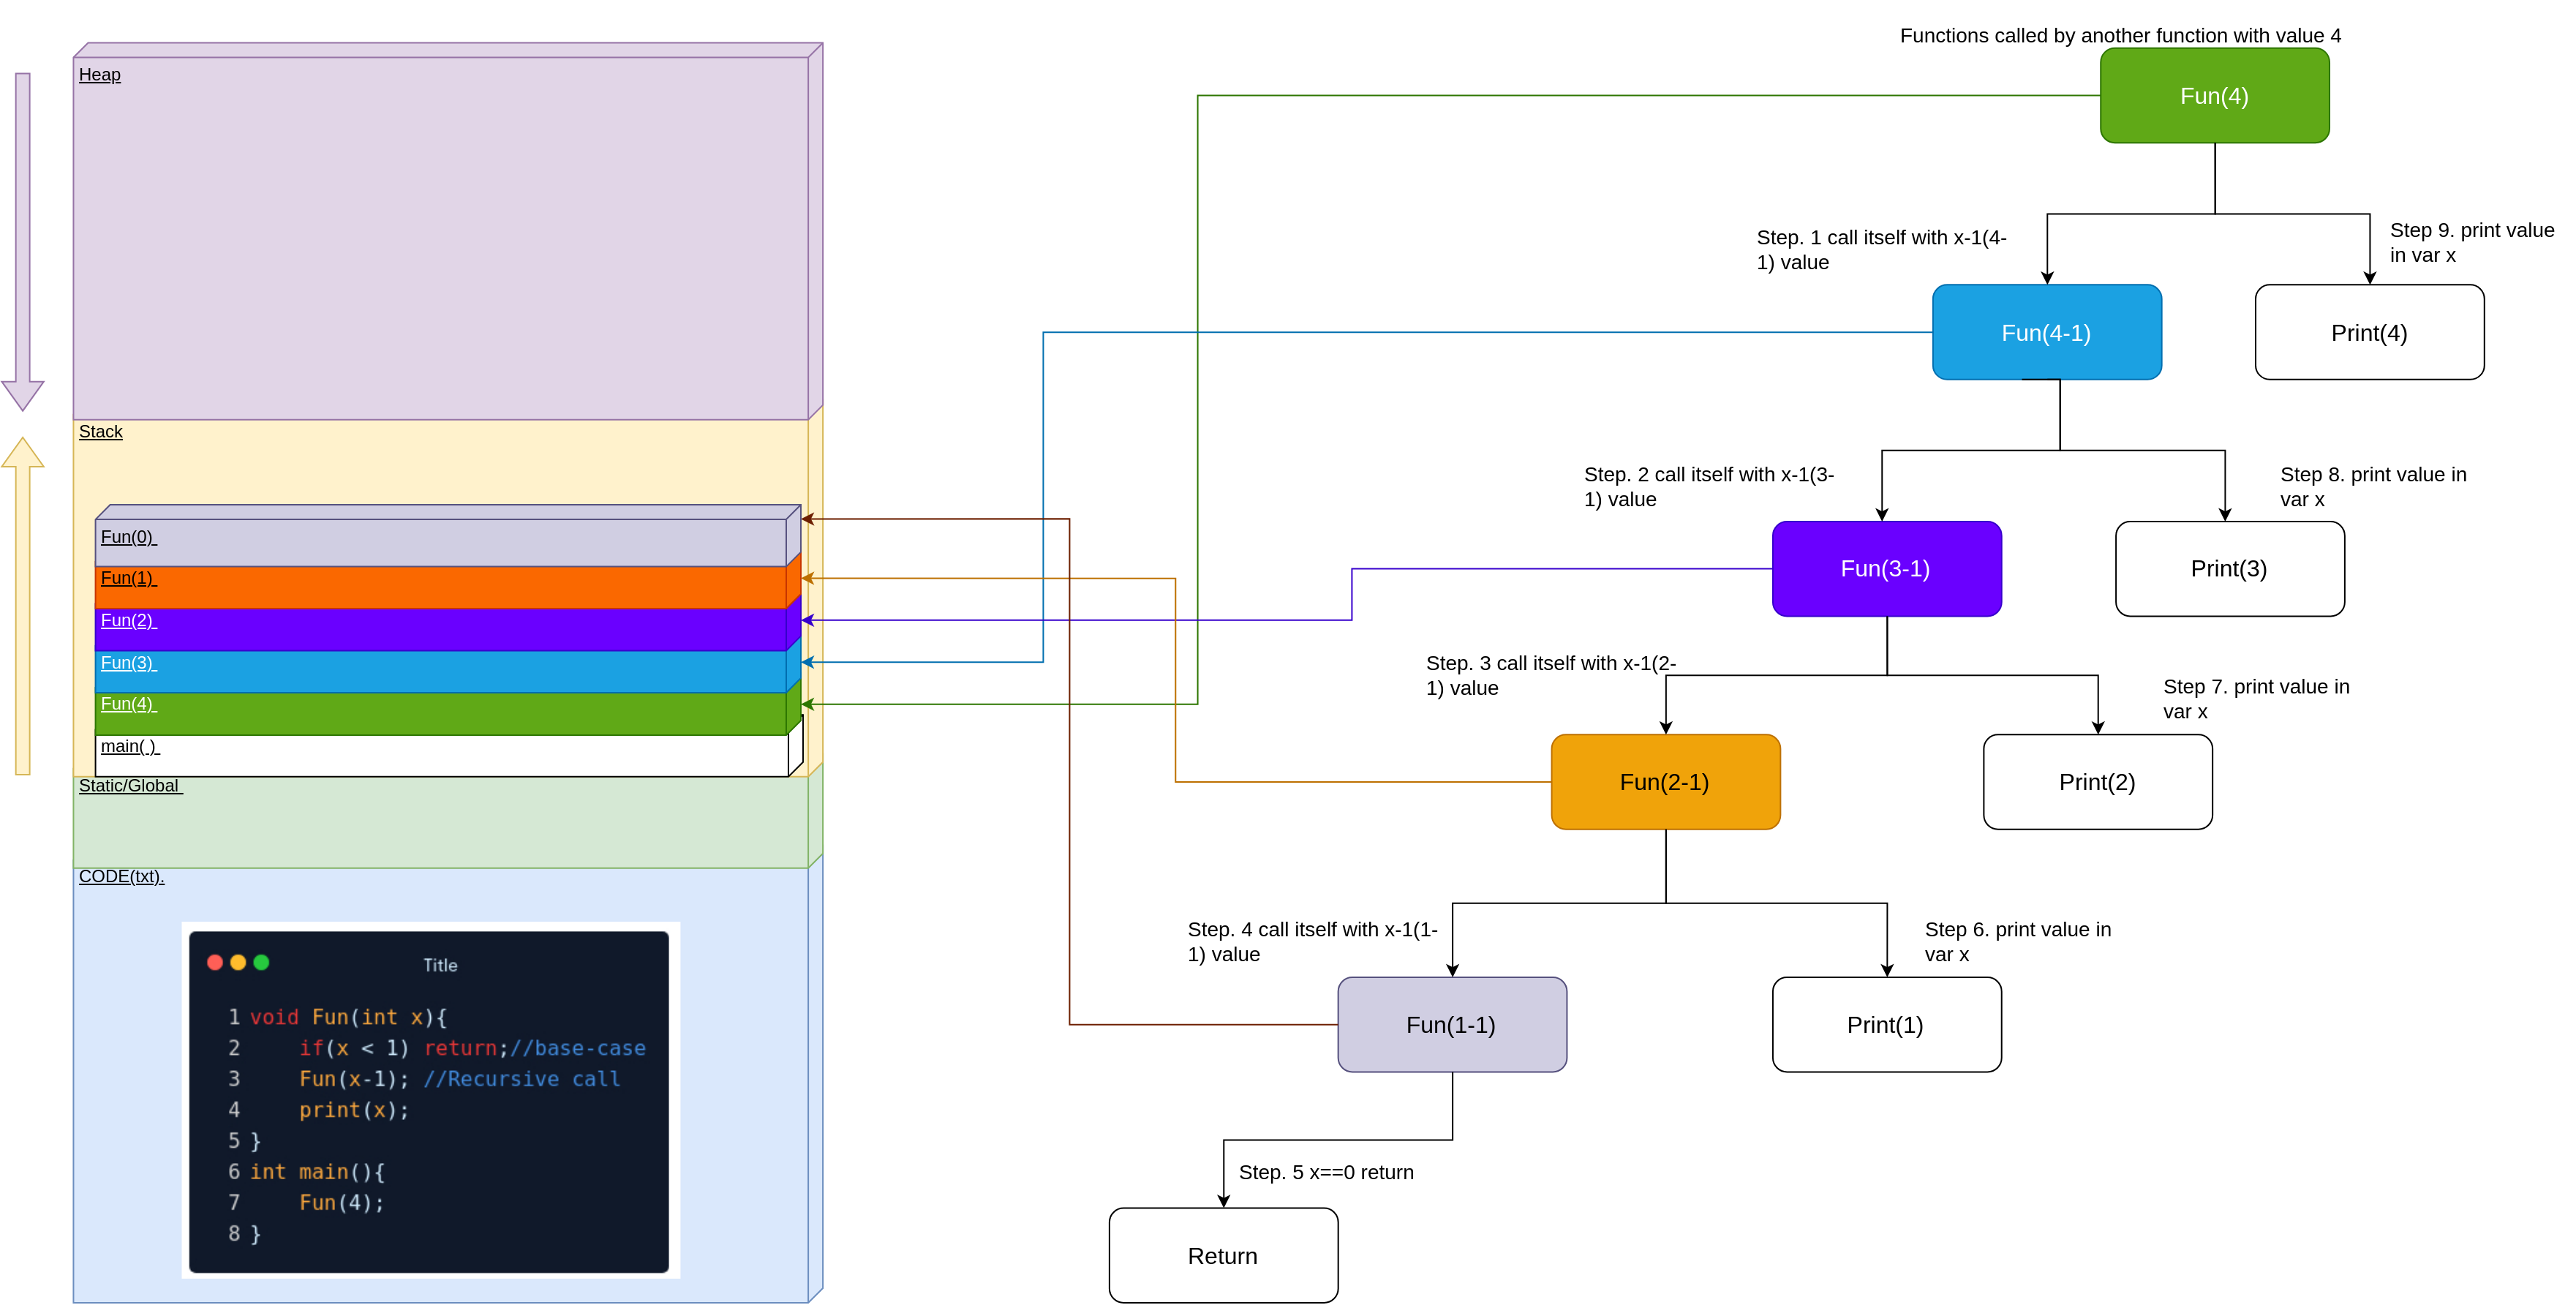 Heap
Stack
Fun(0)
Fun(1)
Fun(2)
Fun(3)
Fun(4)
main( )
Static/Global
CODE(txt).
Title
1 void Fun(int x){
2     if(x < 1) return;//base-case
3     Fun(x-1); //Recursive call
4     print(x);
5 }
6 int main(){
7     Fun(4);
8 }
Functions called by another function with value 4
Fun(4)
Step. 1 call itself with x-1(4-
1) value
Step 9. print value
in var x
Fun(4-1)
Print(4)
Step. 2 call itself with x-1(3-
1) value
Step 8. print value in
var x
Fun(3-1)
Print(3)
Step. 3 call itself with x-1(2-
1) value
Step 7. print value in
var x
Fun(2-1)
Print(2)
Step. 4 call itself with x-1(1-
1) value
Step 6. print value in
var x
Fun(1-1)
Print(1)
Step. 5 x==0 return
Return